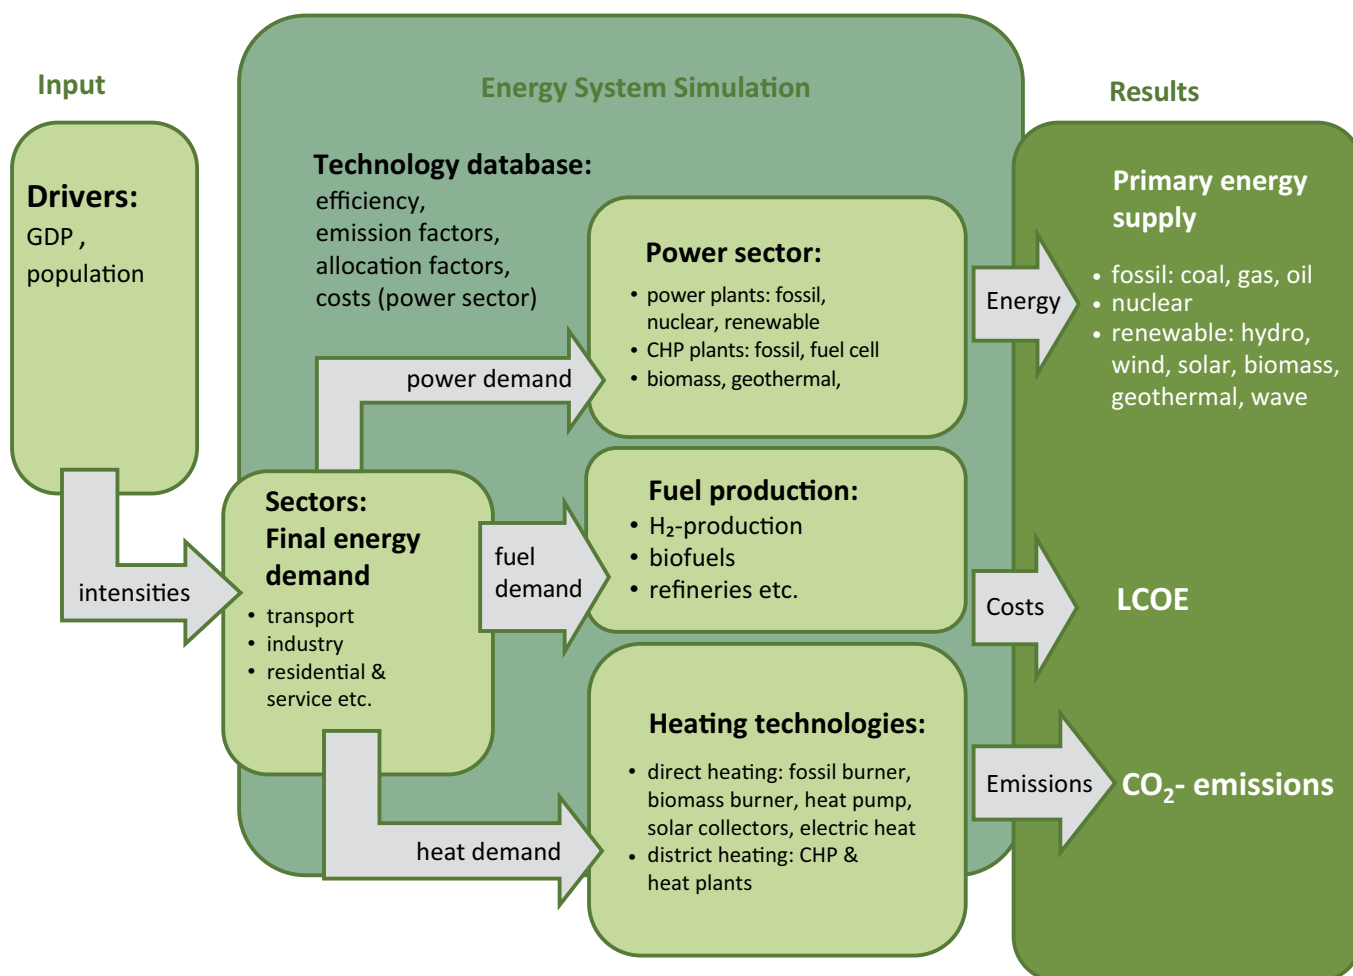 Input
Energy System Simulation
Results
Drivers:
GDP ,
population
intensities
Technology database:
efficiency,
emission factors,
allocation factors,
costs (power sector)
power demand
Sectors:
Final energy
demand
• transport
• industry
• residential &
service etc.
fuel
demand
heat demand
Power sector:
• power plants: fossil,
nuclear, renewable
• CHP plants: fossil, fuel cell
• biomass, geothermal,
Fuel production:
• H₂-production
• biofuels
• refineries etc.
Heating technologies:
• direct heating: fossil burner,
biomass burner, heat pump,
solar collectors, electric heat
• district heating: CHP &
heat plants
Energy
Costs
Emissions
Primary energy
supply
• fossil: coal, gas, oil
• nuclear
• renewable: hydro,
wind, solar, biomass,
geothermal, wave
LCOE
CO₂- emissions